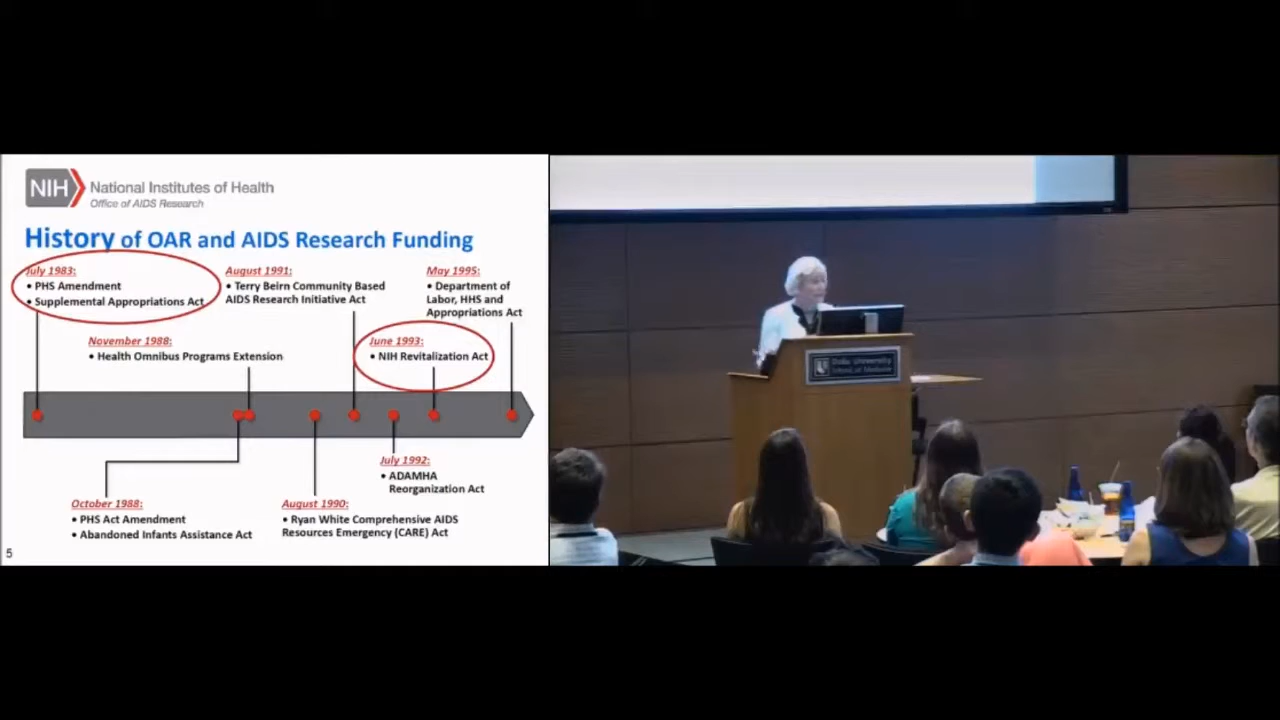 NIH
National Institutes of Health
Office of AIDS Research
History of OAR and AIDS Research Funding
July 1983:
• PHS Amendment
• Supplemental Appropriations Act
August 1991:
• Terry Beirn Community Based
AIDS Research Initiative Act
May 1995:
• Department of
Labor, HHS and
Appropriations Act
November 1988:
• Health Omnibus Programs Extension
June 1993:
• NIH Revitalization Act
July 1992:
• ADAMHA
Reorganization Act
October 1988:
• PHS Act Amendment
• Abandoned Infants Assistance Act
August 1990:
• Ryan White Comprehensive AIDS
Resources Emergency (CARE) Act
5
Duke University
School of Medicine